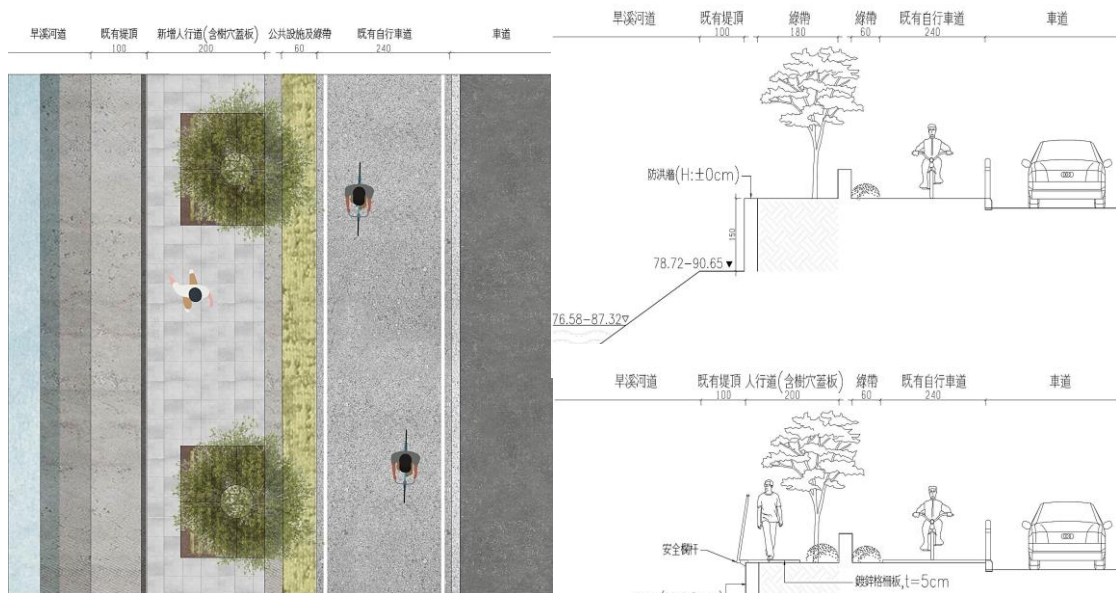 旱溪河道 既有堤頂 新增人行道(含樹穴蓋板) 公共設施及綠帶 既有自行車道 車道
100 200 60 240
旱溪河道 既有堤頂 綠帶 綠帶 既有自行車道 車道
100 180 60 240
防洪牆(H:±0cm)
150
78.72-90.65
76.58-87.32
旱溪河道 既有堤頂 人行道(含樹穴蓋板) 綠帶 既有自行車道 車道
100 200 60 240
安全欄杆
鍍鋅格柵板,t=5cm